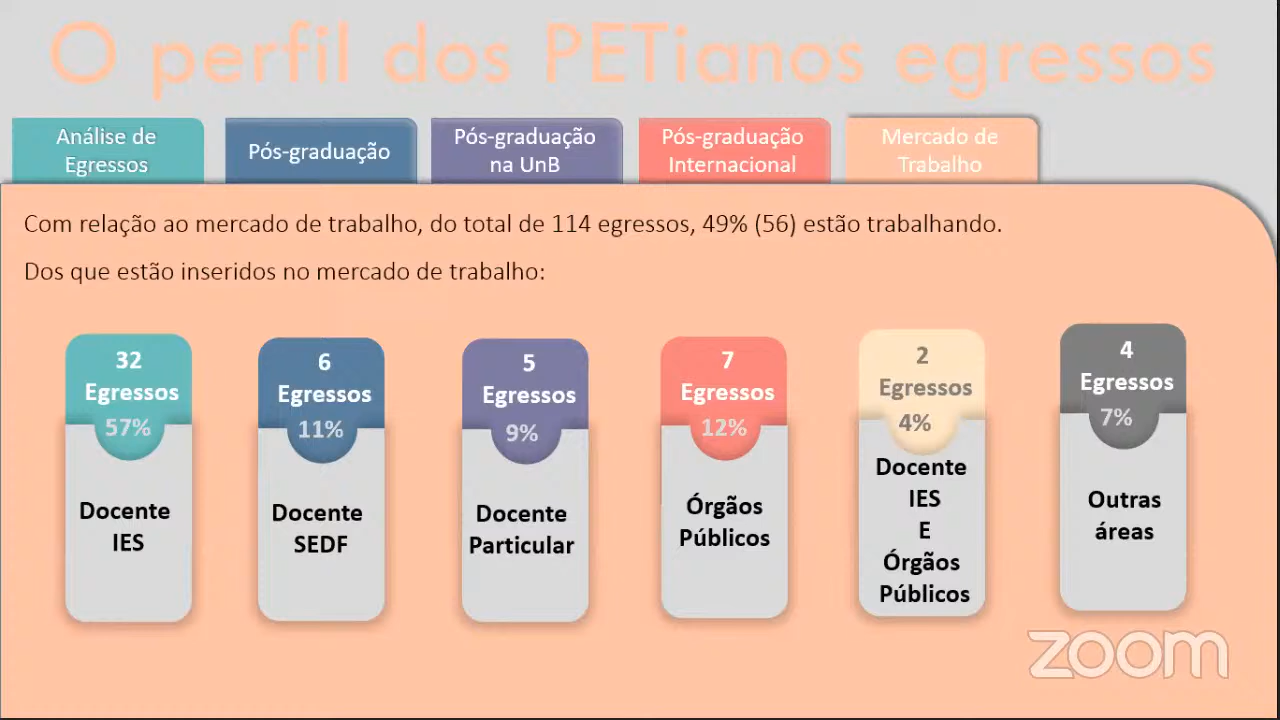 O perfil dos PETianos egressos
Análise de
Egressos
Pós-graduação
Pós-graduação
na UnB
Pós-graduação
Internacional
Mercado de
Trabalho
Com relação ao mercado de trabalho, do total de 114 egressos, 49% (56) estão trabalhando.
Dos que estão inseridos no mercado de trabalho:
32
Egressos
57%
Docente
IES
6
Egressos
11%
Docente
SEDF
5
Egressos
9%
Docente
Particular
7
Egressos
12%
Órgãos
Públicos
2
Egressos
4%
Docente
IES
E
Órgãos
Públicos
4
Egressos
7%
Outras
áreas
zoom